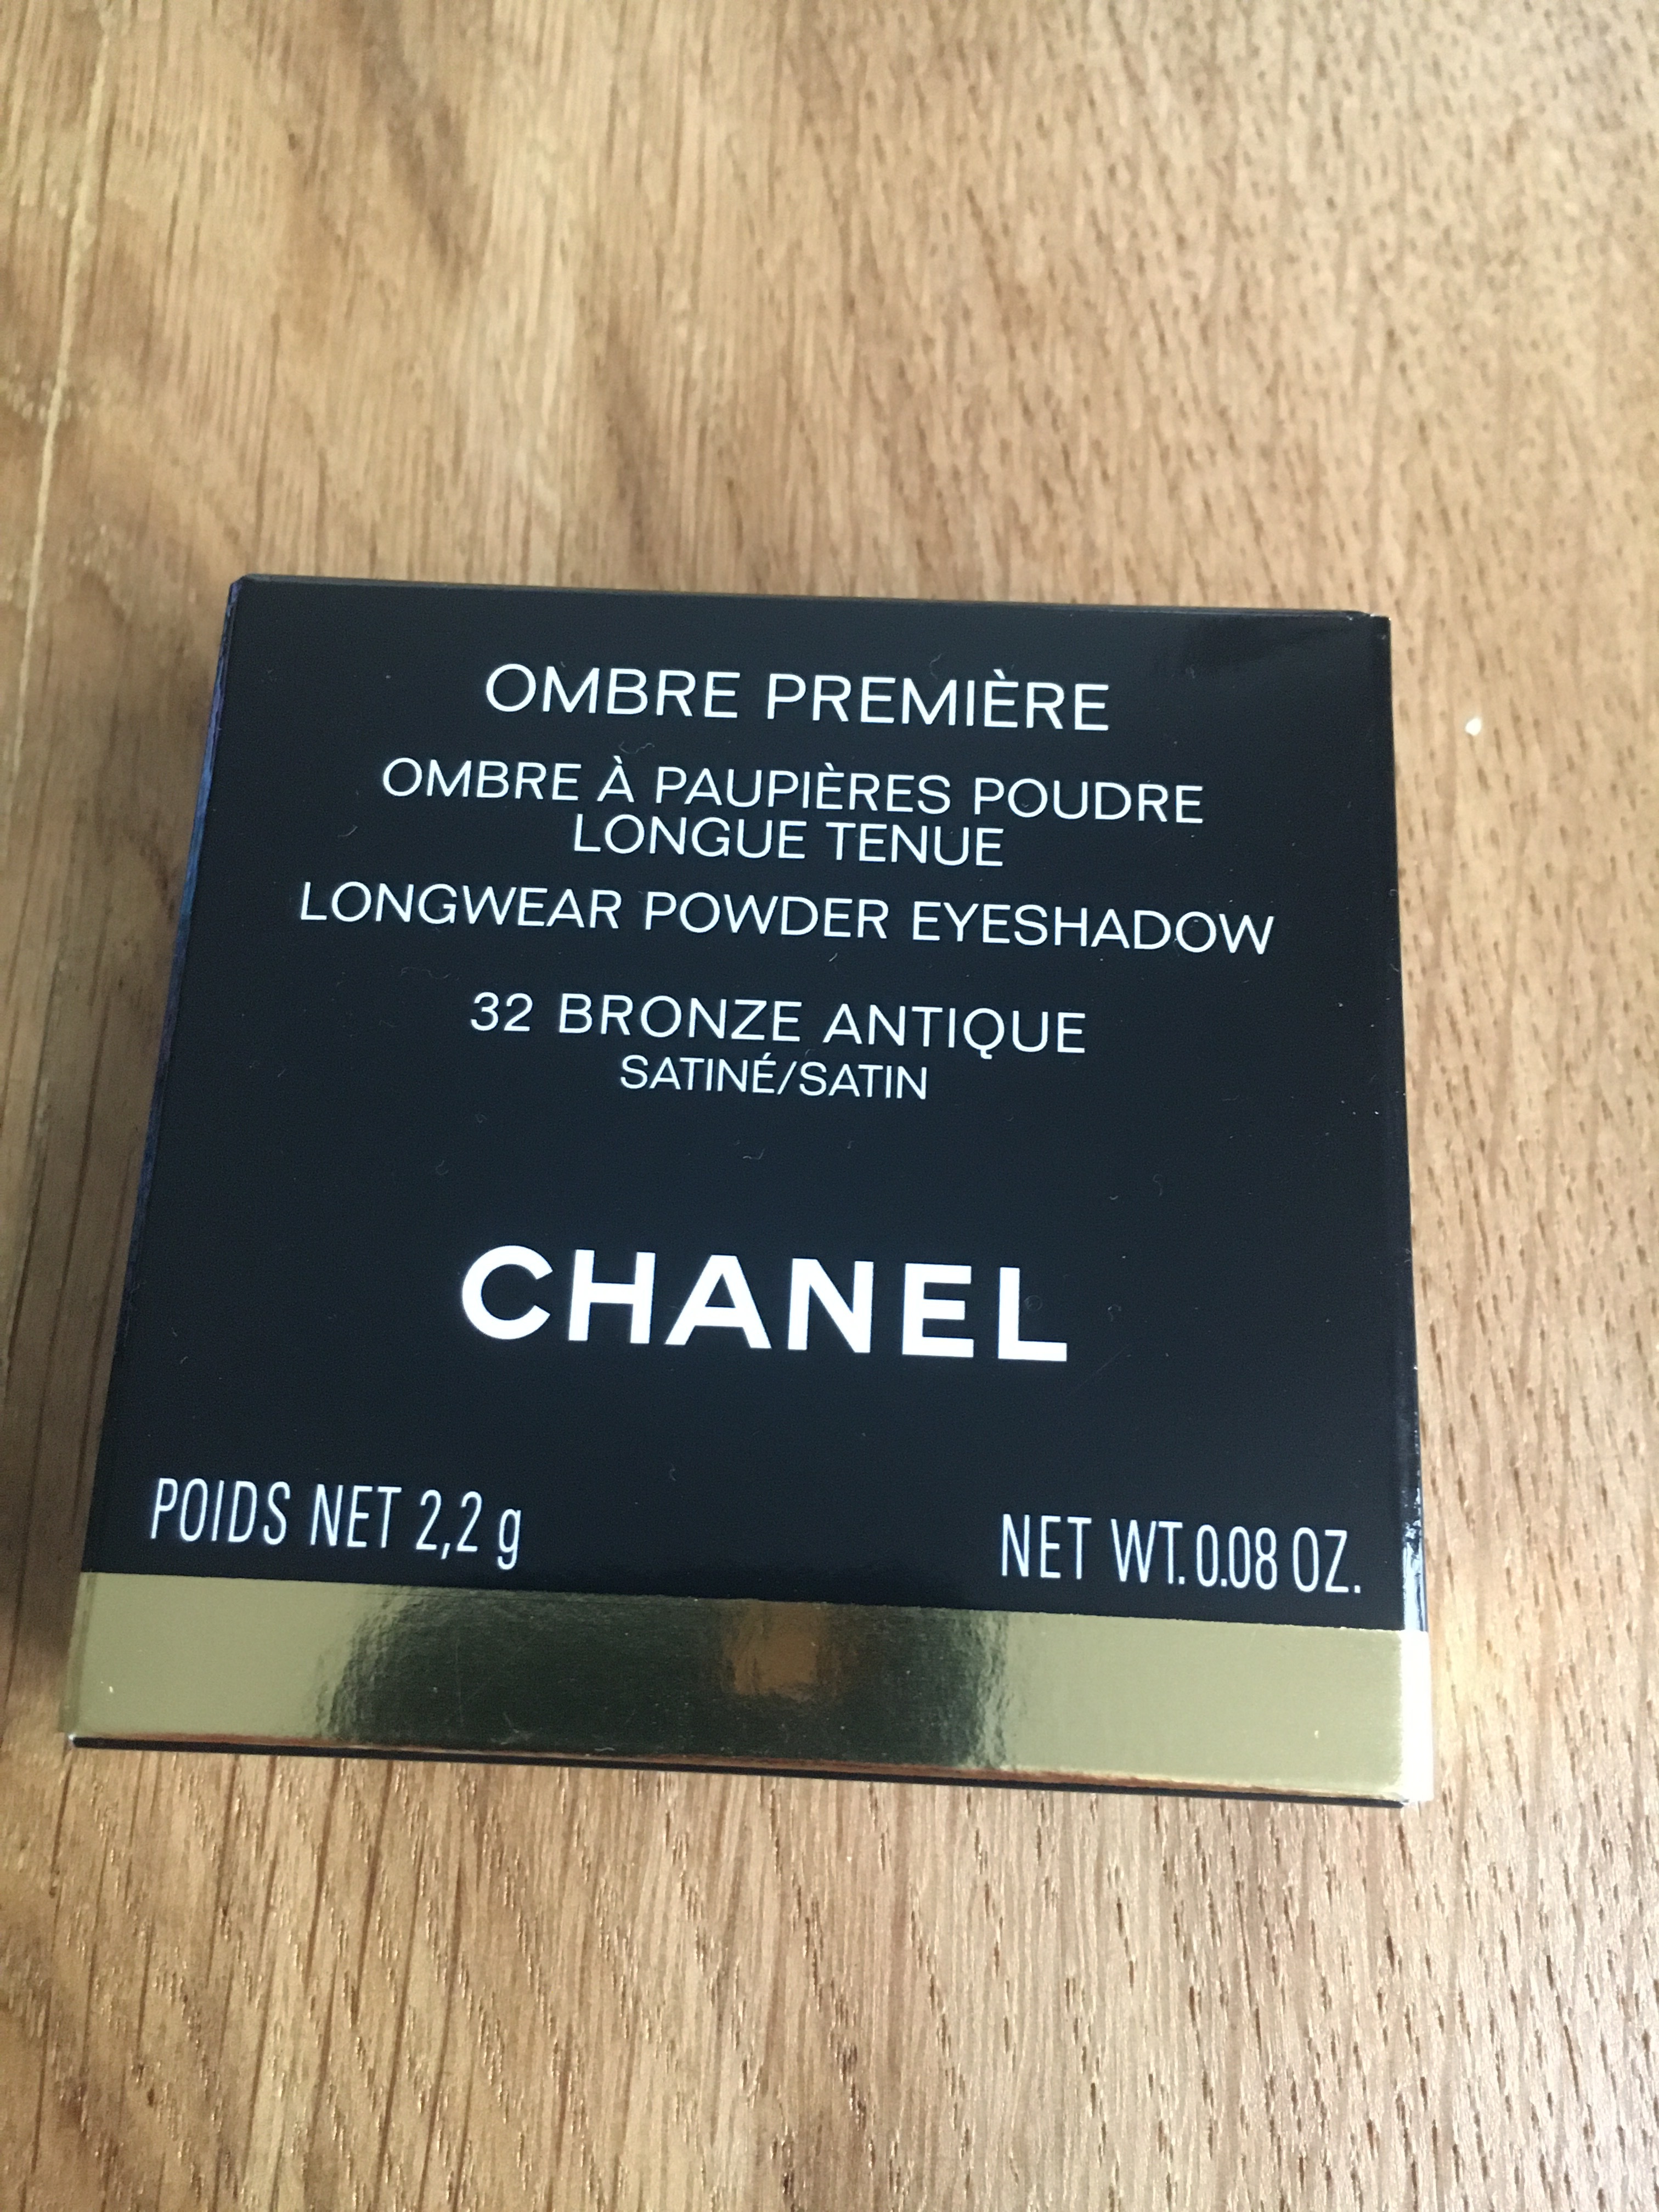 OMBRE PREMIÈRE
OMBRE À PAUPIÈRES POUDRE
LONGUE TENUE
LONGWEAR POWDER EYESHADOW
32 BRONZE ANTIQUE
SATINÉ/SATIN
CHANEL
POIDS NET 2,2 g NET WT. 0.08 OZ.